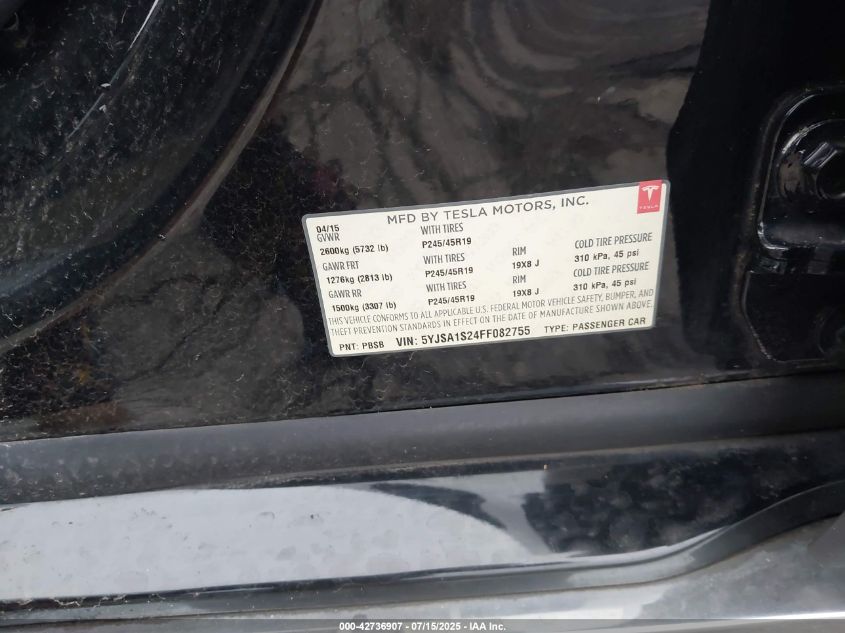 MFD BY TESLA MOTORS, INC.
TESLA
04/15
GVWR WITH TIRES
2600kg (5732 lb) P245/45R19 RIM COLD TIRE PRESSURE
GAWR FRT WITH TIRES 19X8 J 310 kPa, 45 psi
1276kg (2813 lb) P245/45R19 RIM COLD TIRE PRESSURE
GAWR RR WITH TIRES 19X8 J 310 kPa, 45 psi
1500kg (3307 lb) P245/45R19
THIS VEHICLE CONFORMS TO ALL APPLICABLE U.S. FEDERAL MOTOR VEHICLE SAFETY, BUMPER, AND
THEFT PREVENTION STANDARDS IN EFFECT ON THE DATE OF MANUFACTURE SHOWN ABOVE.
PNT: PBSB VIN: 5YJSA1S24FF082755 TYPE: PASSENGER CAR
000-42736907 - 07/15/2025 - IAA Inc.